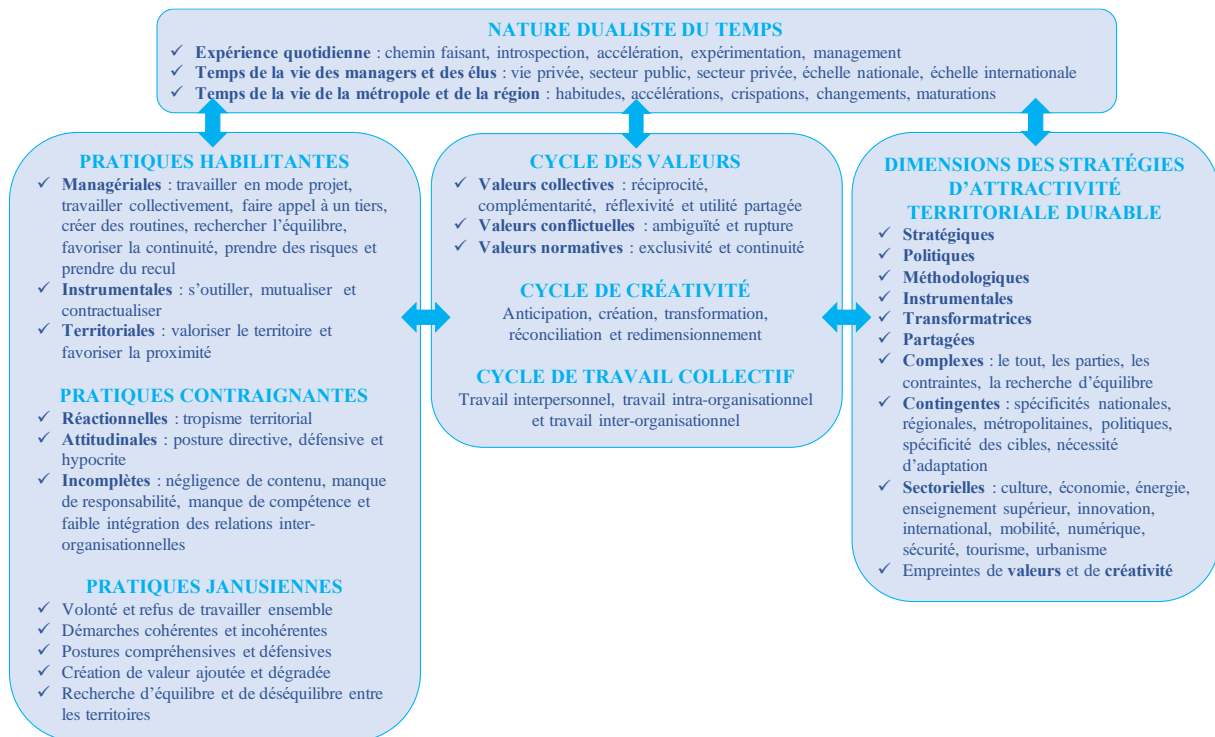 NATURE DUALISTE DU TEMPS
✓ Expérience quotidienne : chemin faisant, introspection, accélération, expérimentation, management
✓ Temps de la vie des managers et des élus : vie privée, secteur public, secteur privée, échelle nationale, échelle internationale
✓ Temps de la vie de la métropole et de la région : habitudes, accélérations, crispations, changements, maturations
PRATIQUES HABILITANTES
✓ Managériales : travailler en mode projet,
travailler collectivement, faire appel à un tiers,
créer des routines, rechercher l’équilibre,
favoriser la continuité, prendre des risques et
prendre du recul
✓ Instrumentales : s’outiller, mutualiser et
contractualiser
✓ Territoriales : valoriser le territoire et
favoriser la proximité
PRATIQUES CONTRAIGNANTES
✓ Réactionnelles : tropisme territorial
✓ Attitudinales : posture directive, défensive et
hypocrite
✓ Incomplètes : négligence de contenu, manque
de responsabilité, manque de compétence et
faible intégration des relations inter-
organisationnelles
PRATIQUES JANUSIENNES
✓ Volonté et refus de travailler ensemble
✓ Démarches cohérentes et incohérentes
✓ Postures compréhensives et défensives
✓ Création de valeur ajoutée et dégradée
✓ Recherche d’équilibre et de déséquilibre entre
les territoires
CYCLE DES VALEURS
✓ Valeurs collectives : réciprocité,
complémentarité, réflexivité et utilité partagée
✓ Valeurs conflictuelles : ambiguïté et rupture
✓ Valeurs normatives : exclusivité et continuité
CYCLE DE CRÉATIVITÉ
Anticipation, création, transformation,
réconciliation et redimensionnement
CYCLE DE TRAVAIL COLLECTIF
Travail interpersonnel, travail intra-organisationnel
et travail inter-organisationnel
DIMENSIONS DES STRATÉGIES
D’ATTRACTIVITÉ
TERRITORIALE DURABLE
✓ Stratégiques
✓ Politiques
✓ Méthodologiques
✓ Instrumentales
✓ Transformatrices
✓ Partagées
✓ Complexes : le tout, les parties, les
contraintes, la recherche d’équilibre
✓ Contingentes : spécificités nationales,
régionales, métropolitaines, politiques,
spécificité des cibles, nécessité
d’adaptation
✓ Sectorielles : culture, économie, énergie,
enseignement supérieur, innovation,
international, mobilité, numérique,
sécurité, tourisme, urbanisme
✓ Empreintes de valeurs et de créativité